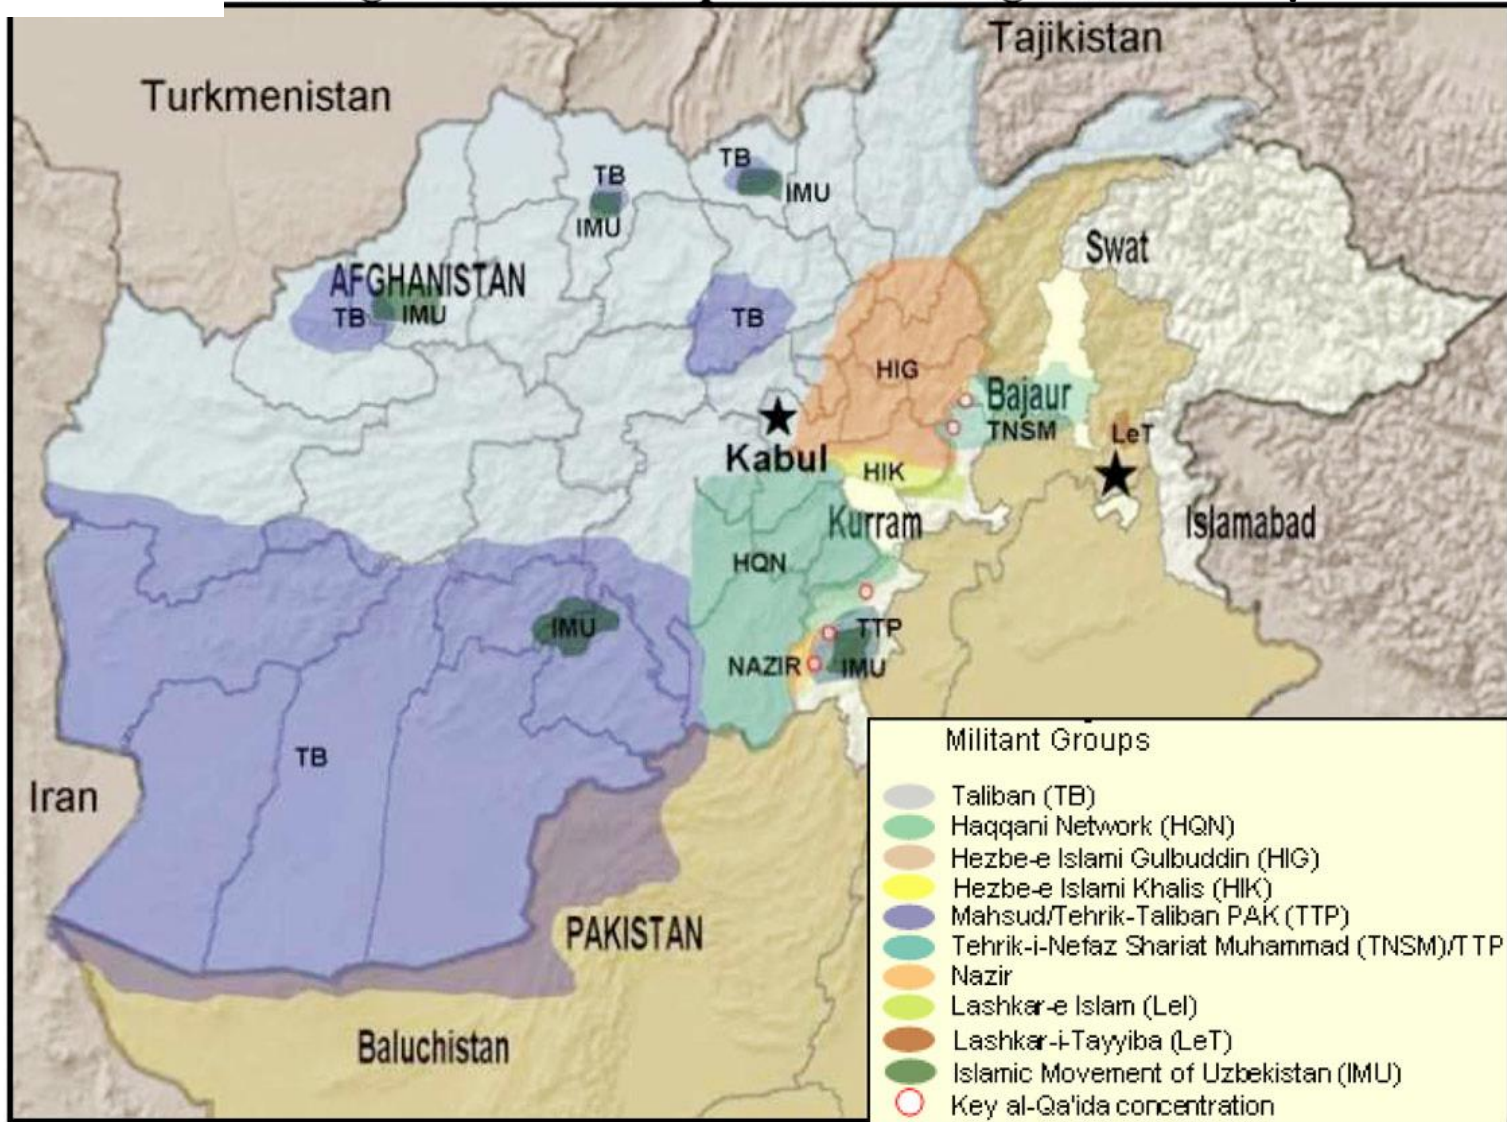 Tajikistan
Turkmenistan
TB
TB
IMU
IMU
Swat
AFGHANISTAN
TB
IMU
TB
HIG
Bajaur
TNSM
LeT
Kabul
HIK
Kurram
Islamabad
HQN
IMU
TTP
NAZIR
IMU
TB
Iran
PAKISTAN
Baluchistan
Militant Groups
Taliban (TB)
Haqqani Network (HQN)
Hezbe-e Islami Gulbuddin (HIG)
Hezbe-e Islami Khalis (HIK)
Mahsud/Tehrik-Taliban PAK (TTP)
Tehrik-i-Nefaz Shariat Muhammad (TNSM)/TTP
Nazir
Lashkar-e Islam (LeI)
Lashkar-i-Tayyiba (LeT)
Islamic Movement of Uzbekistan (IMU)
Key al-Qa'ida concentration